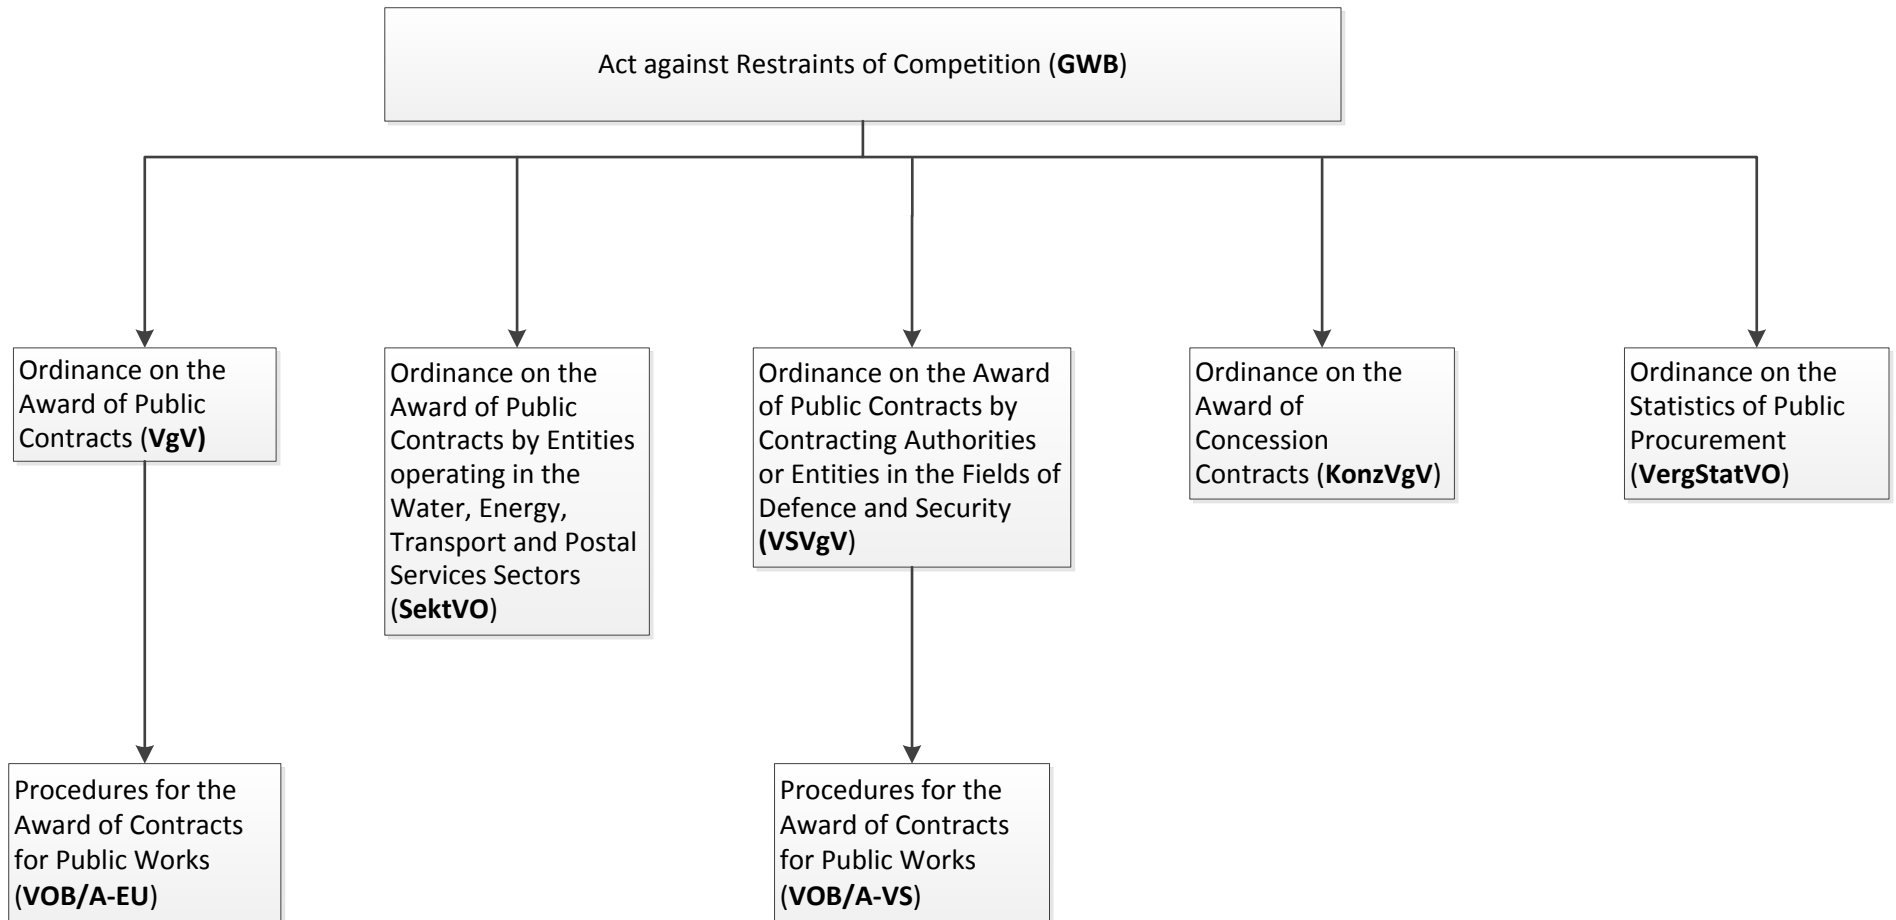 Act against Restraints of Competition (GWB)
Ordinance on the
Award of Public
Contracts (VgV)
Ordinance on the
Award of Public
Contracts by Entities
operating in the
Water, Energy,
Transport and Postal
Services Sectors
(SektVO)
Ordinance on the Award
of Public Contracts by
Contracting Authorities
or Entities in the Fields of
Defence and Security
(VSVgV)
Ordinance on the
Award of
Concession
Contracts (KonzVgV)
Ordinance on the
Statistics of Public
Procurement
(VergStatVO)
Procedures for the
Award of Contracts
for Public Works
(VOB/A-EU)
Procedures for the
Award of Contracts
for Public Works
(VOB/A-VS)